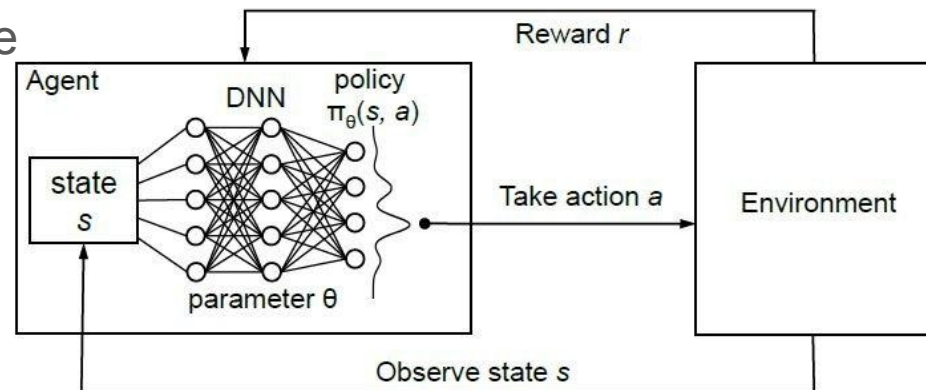 e
Reward r
Agent
policy
DNN
πθ(s, a)
state
s
Take action a
Environment
parameter θ
Observe state s